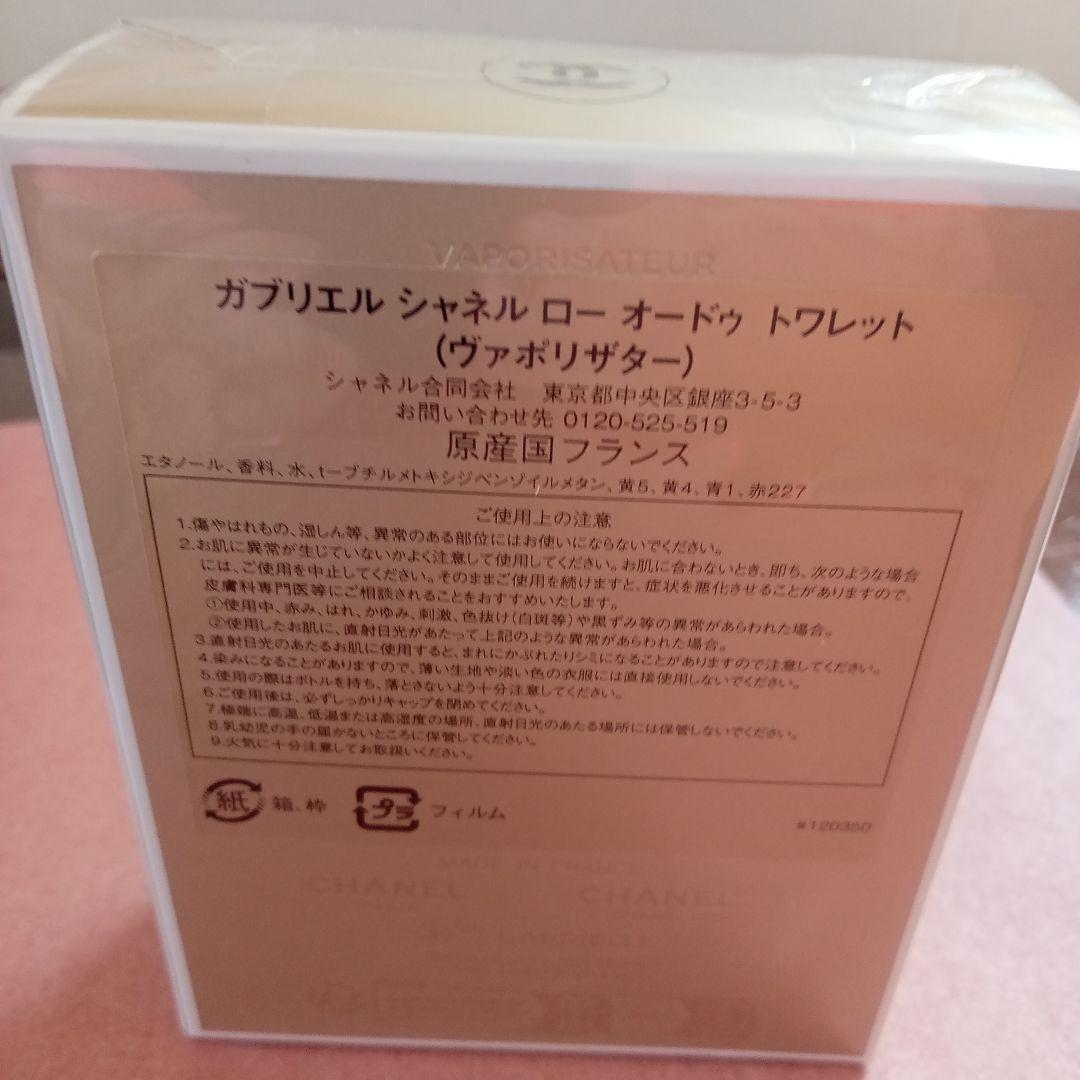 VAPORISATEUR
ガブリエル シャネル ロー オードゥ トワレット
(ヴァポリザター)
シャネル合同会社 東京都中央区銀座3-5-3
お問い合わせ先 0120-525-519
原産国フランス
エタノール、香料、水、t-ブチルメトキシジベンゾイルメタン、黄5、黄4、青1、赤227
ご使用上の注意
1.傷やはれもの、湿しん等、異常のある部位にはお使いにならないでください。
2.お肌に異常が生じていないかよく注意して使用してください。お肌に合わないとき、即ち、次のような場合
には、ご使用を中止してください。そのままご使用を続けますと、症状を悪化させることがありますので、
皮膚科専門医等にご相談されることをおすすめいたします。
①使用中、赤み、はれ、かゆみ、刺激、色抜け(白斑等)や黒ずみ等の異常があらわれた場合。
②使用したお肌に、直射日光があたって上記のような異常があらわれた場合。
3.直射日光のあたるお肌に使用すると、まれにかぶれたりシミになることがありますので注意してください。
4.染みになることがありますので、薄い生地や淡い色の衣服には直接使用しないでください。
5.使用の際はボトルを持ち、落とさないよう十分注意してください。
6.ご使用後は、必ずしっかりキャップを閉めてください。
7.極端に高温、低温または高湿度の場所、直射日光のあたる場所には保管しないでください。
8.乳幼児の手の届かないところに保管してください。
9.火気に十分注意してお取扱いください。
紙 箱、枠 プラ フィルム
#120350
MADE IN FRANCE
CHANEL CHANEL
GABRIELLE